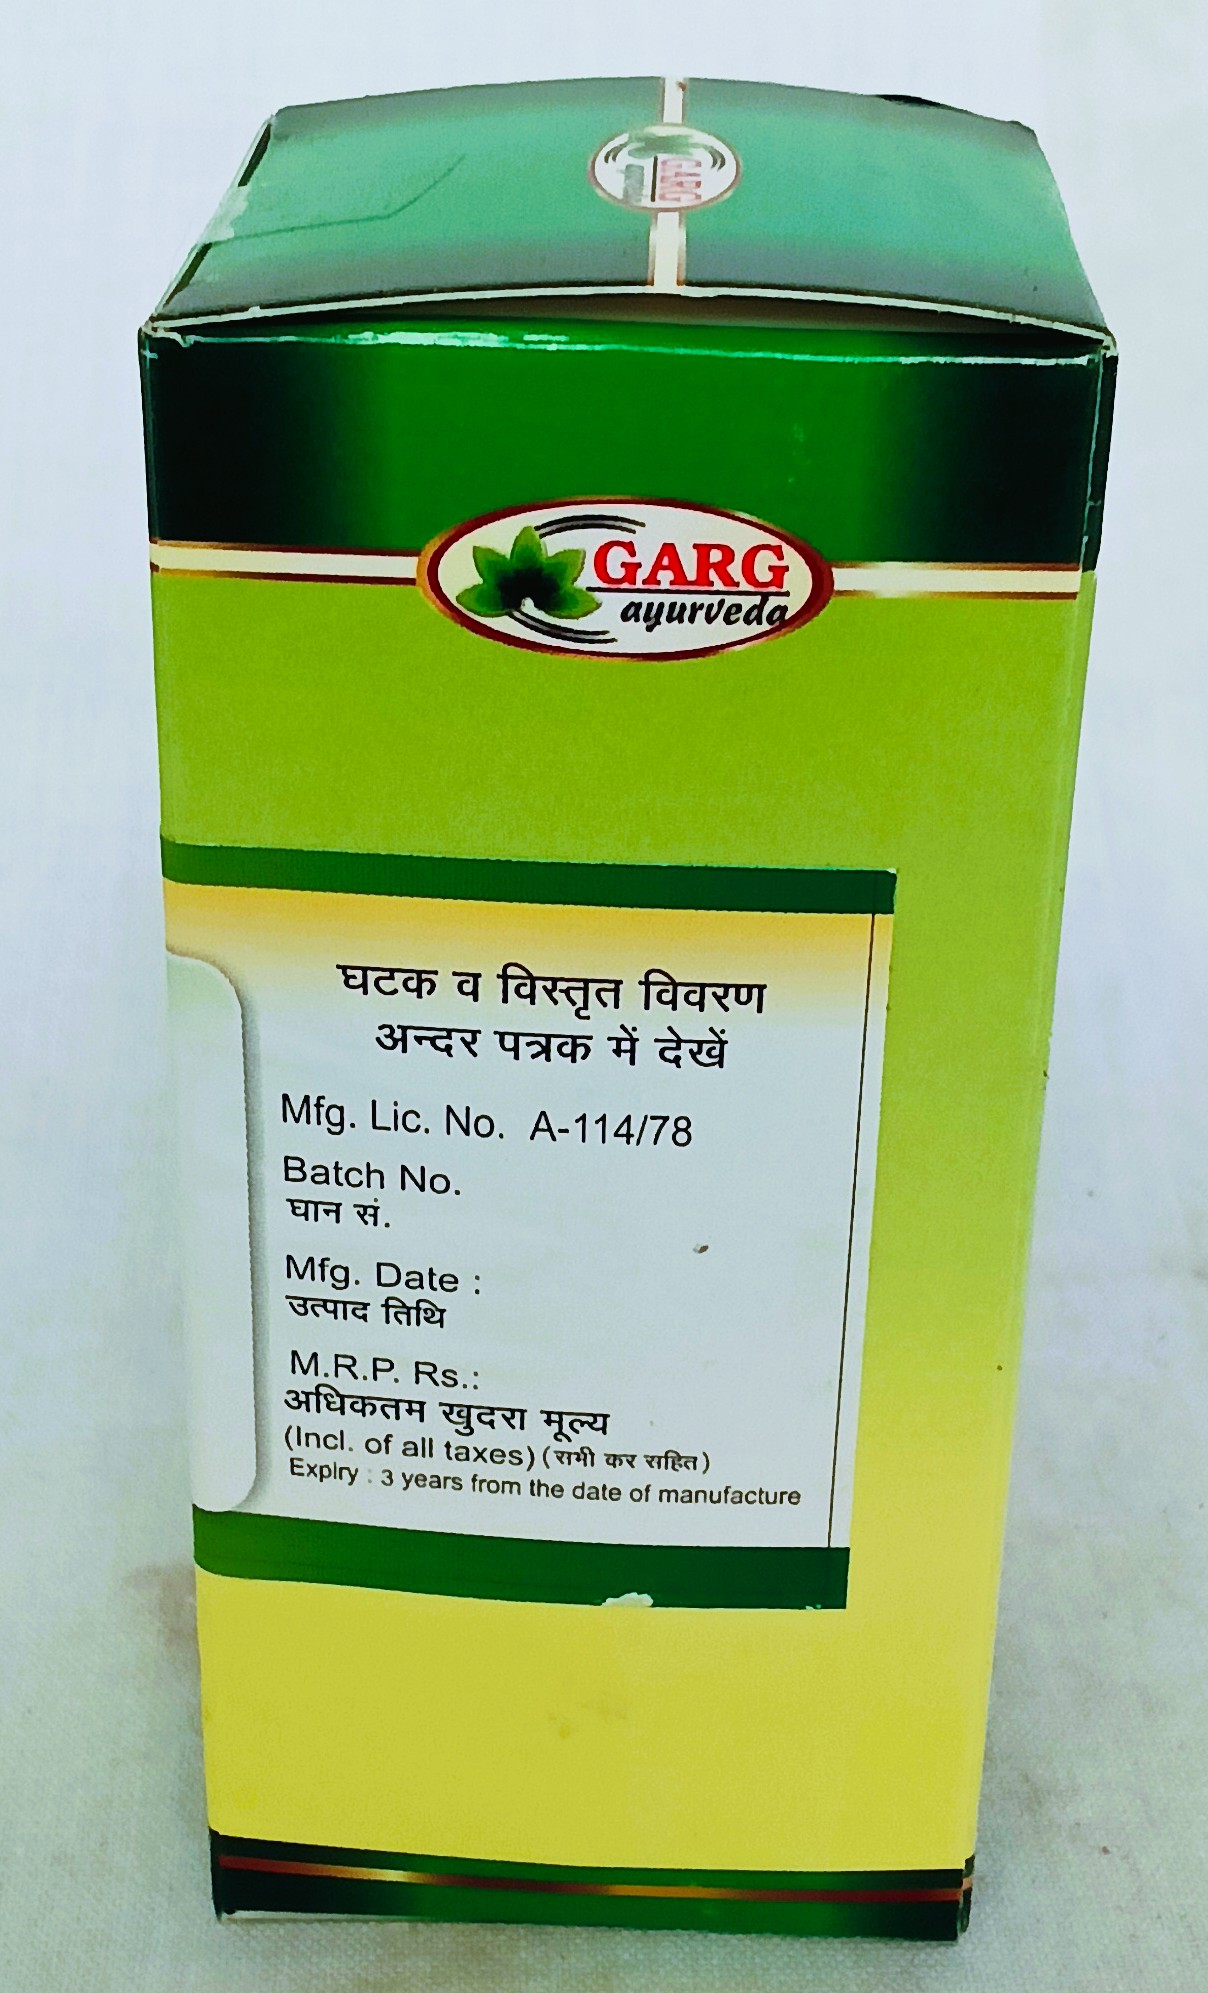 GARG
GARG
ayurveda
घटक व विस्तृत विवरण
अन्दर पत्रक में देखें
Mfg. Lic. No. A-114/78
Batch No.
घान सं.
Mfg. Date :
उत्पाद तिथि
M.R.P. Rs.:
अधिकतम खुदरा मूल्य
(Incl. of all taxes) (सभी कर सहित)
Expiry : 3 years from the date of manufacture